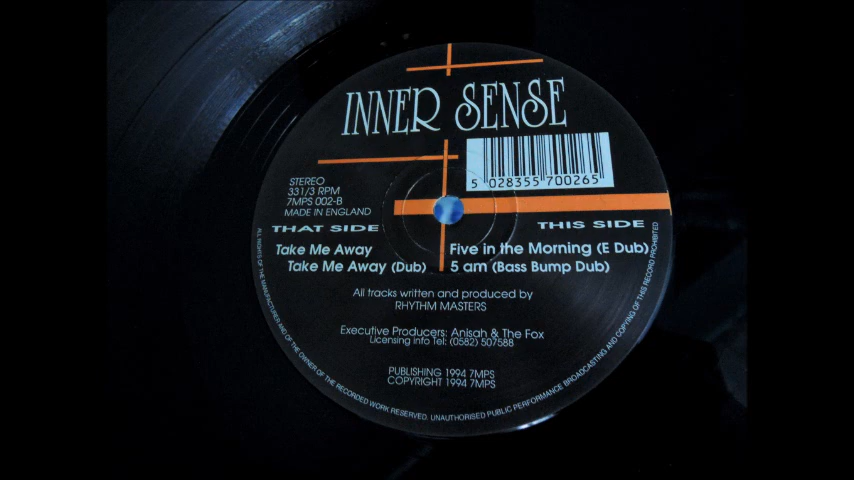 INNER SENSE
5 028355 700265
STEREO
331/3 RPM
7MPS 002-B
MADE IN ENGLAND
THAT SIDE
THIS SIDE
Take Me Away
Five in the Morning (E Dub)
Take Me Away (Dub)
5 am (Bass Bump Dub)
All tracks written and produced by
RHYTHM MASTERS
Executive Producers: Anisah & The Fox
Licensing info Tel: (0582) 507588
PUBLISHING 1994 7MPS
COPYRIGHT 1994 7MPS
ALL RIGHTS OF THE MANUFACTURER AND OF THE OWNER OF THE RECORDED WORK RESERVED. UNAUTHORISED PUBLIC PERFORMANCE BROADCASTING AND COPYING OF THIS RECORD PROHIBITED